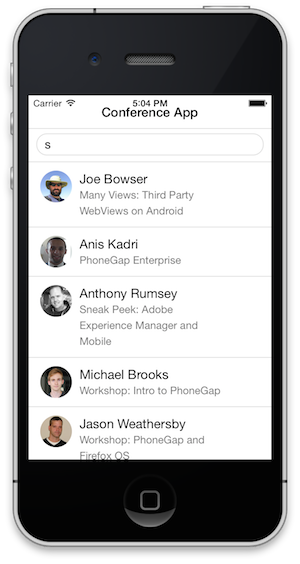 Carrier 5:04 PM
Conference App
s
Joe Bowser
Many Views: Third Party
WebViews on Android
Anis Kadri
PhoneGap Enterprise
Anthony Rumsey
Sneak Peek: Adobe
Experience Manager and
Mobile
Michael Brooks
Workshop: Intro to PhoneGap
Jason Weathersby
Workshop: PhoneGap and
Firefox OS